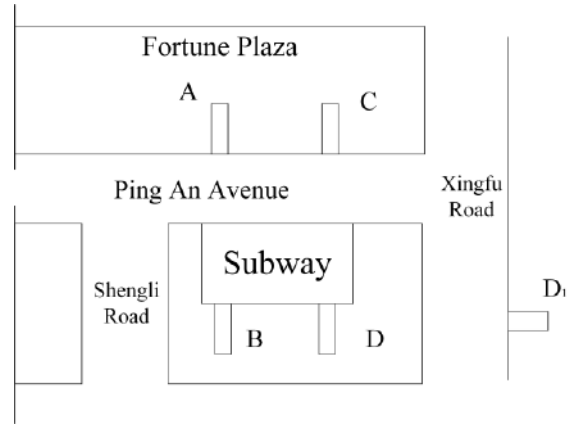 Fortune Plaza
A
C
Ping An Avenue
Xingfu
Road
Subway
Shengli
Road
B
D
D₁